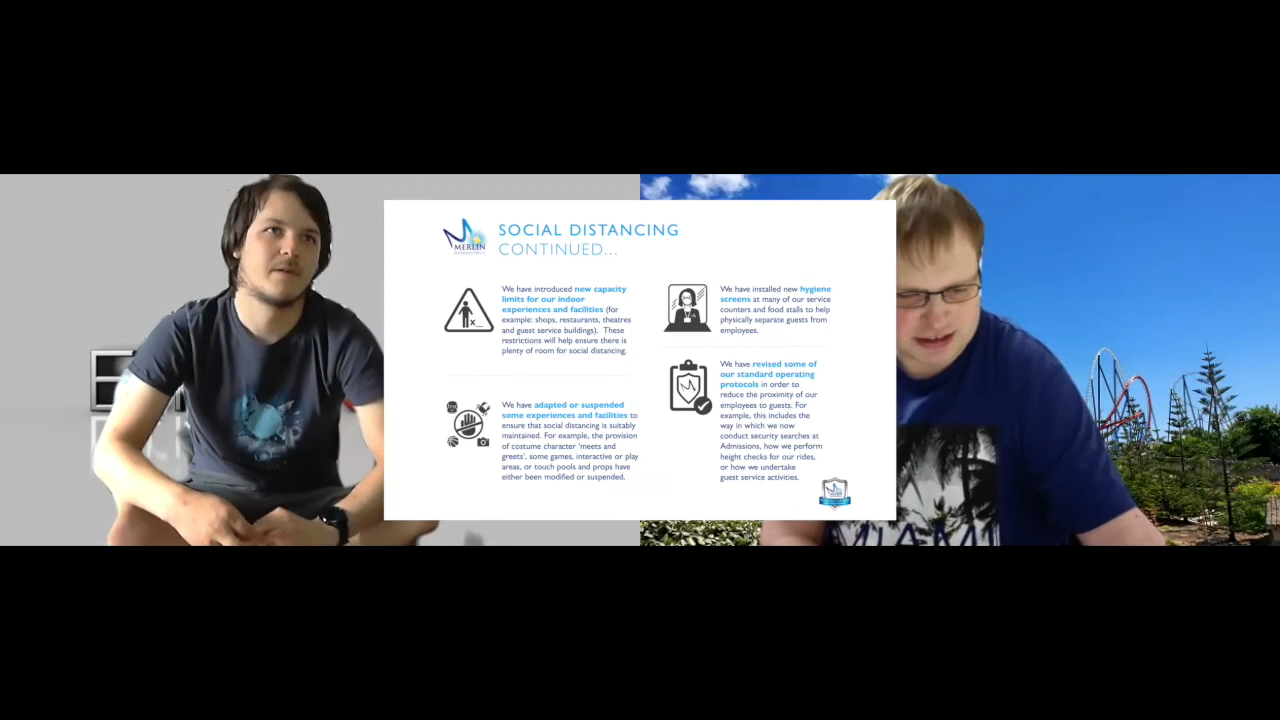 SOCIAL DISTANCING
CONTINUED...
MERLIN
We have introduced new capacity
limits for our indoor
experiences and facilities (for
example: shops, restaurants, theatres
and guest service buildings). These
restrictions will help ensure there is
plenty of room for social distancing.
x_
We have adapted or suspended
some experiences and facilities to
ensure that social distancing is suitably
maintained. For example, the provision
of costume character 'meets and
greets', some games, interactive or play
areas, or touch pools and props have
either been modified or suspended.
We have installed new hygiene
screens at many of our service
counters and food stalls to help
physically separate guests from
employees.
We have revised some of
our standard operating
protocols in order to
reduce the proximity of our
employees to guests. For
example, this includes the
way in which we now
conduct security searches at
Admissions, how we perform
height checks for our rides,
or how we undertake
guest service activities.
MIAMI